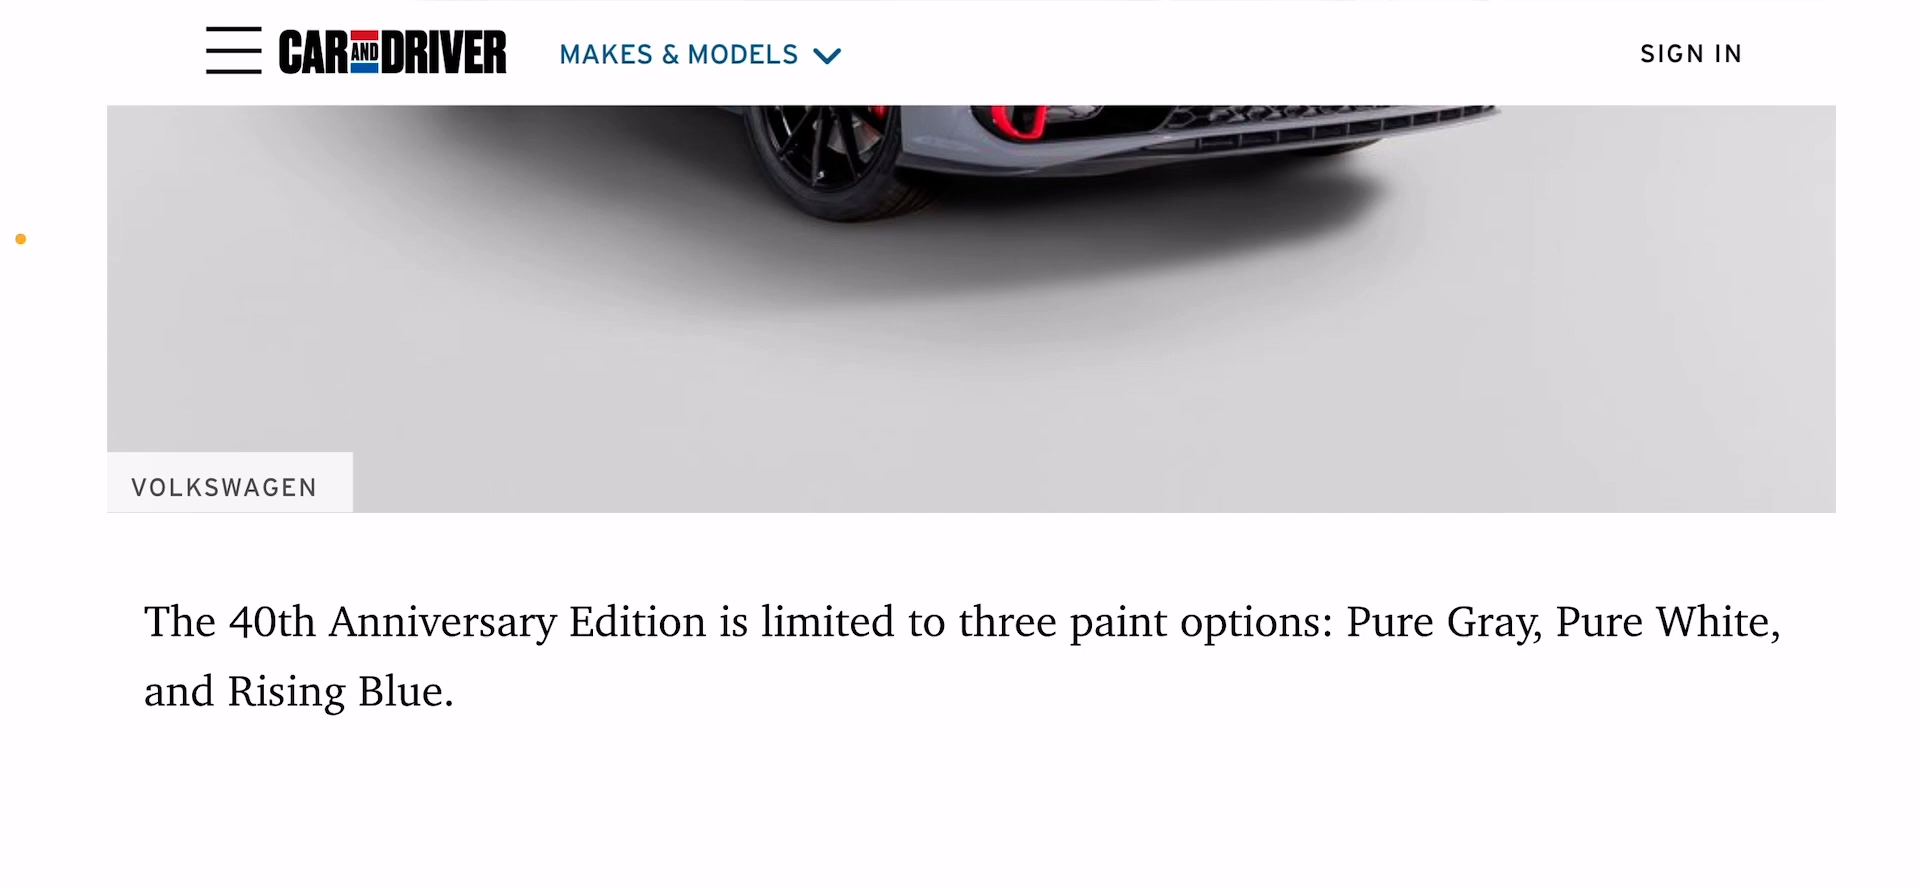 CAR AND DRIVER MAKES & MODELS SIGN IN
VOLKSWAGEN
The 40th Anniversary Edition is limited to three paint options: Pure Gray, Pure White,
and Rising Blue.